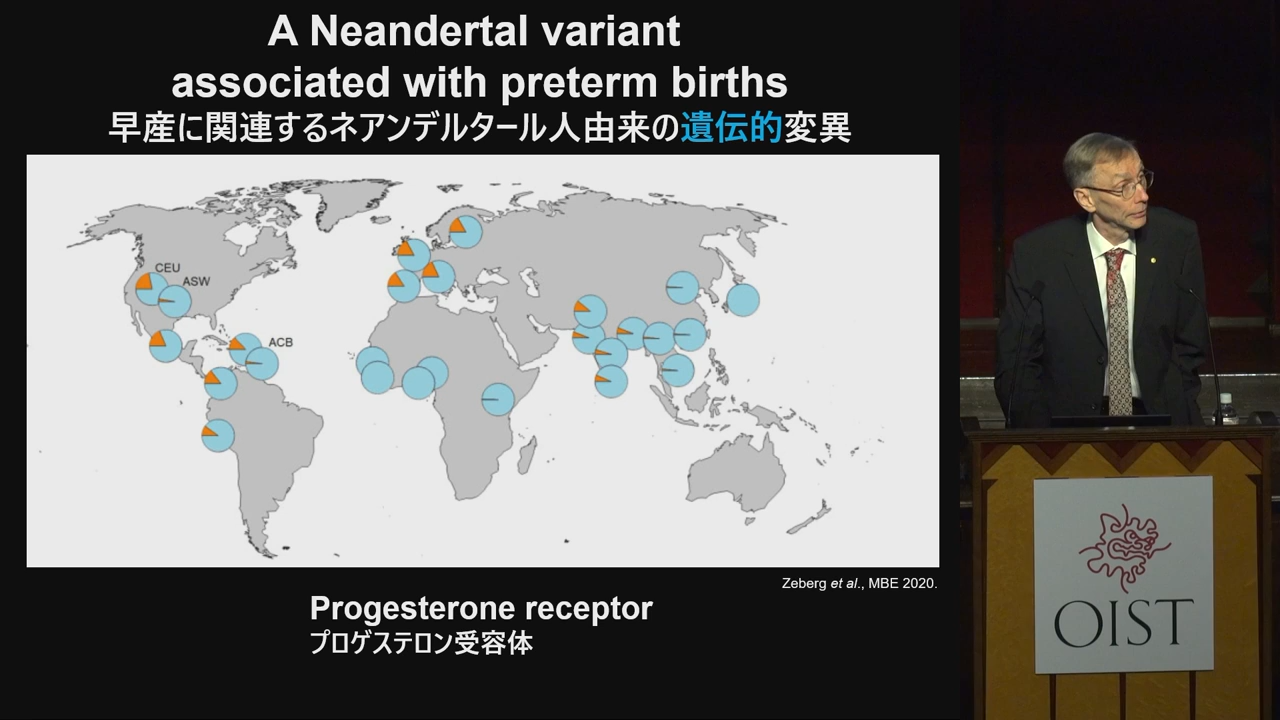 A Neandertal variant
associated with preterm births
早産に関連するネアンデルタール人由来の遺伝的変異
CEU
ASW
ACB
Zeberg et al., MBE 2020.
Progesterone receptor
プロゲステロン受容体
OIST